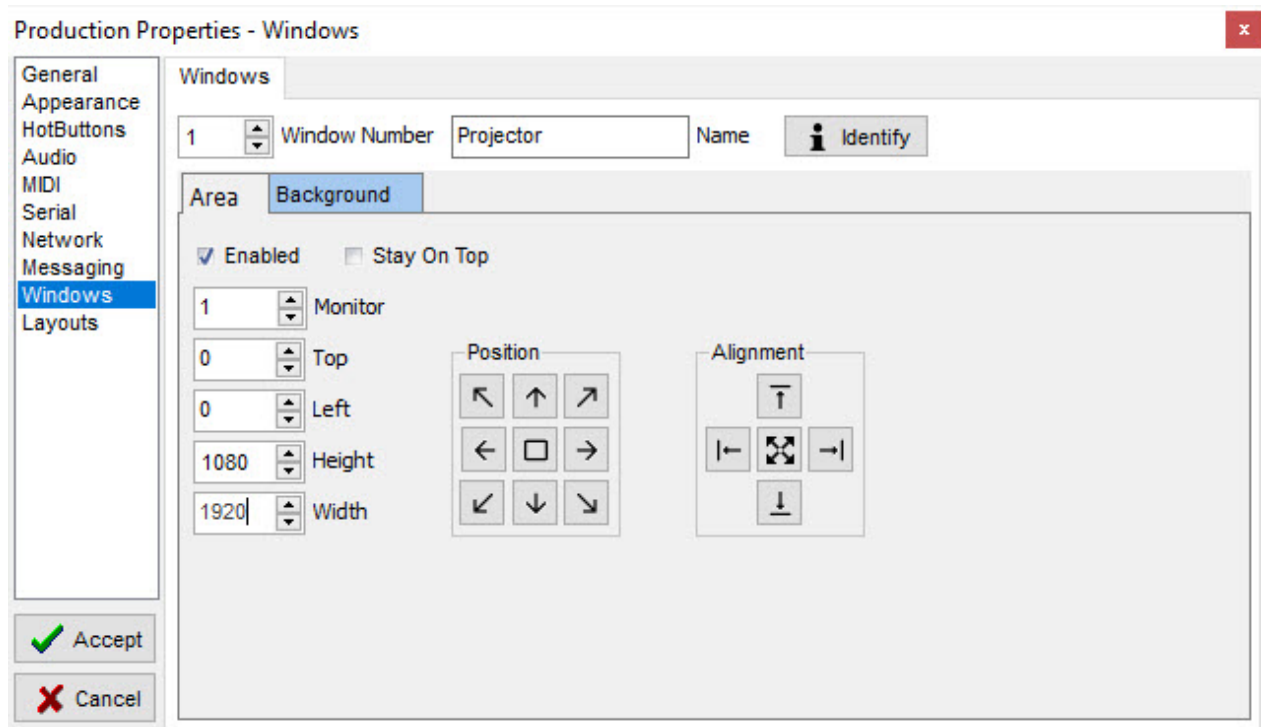 Production Properties - Windows
x
General
Appearance
HotButtons
Audio
MIDI
Serial
Network
Messaging
Windows
Layouts
Accept
Cancel
Windows
1 Window Number Projector Name i Identify
Area Background
Enabled Stay On Top
1 Monitor
0 Top
0 Left
1080 Height
1920 Width
Position
Alignment